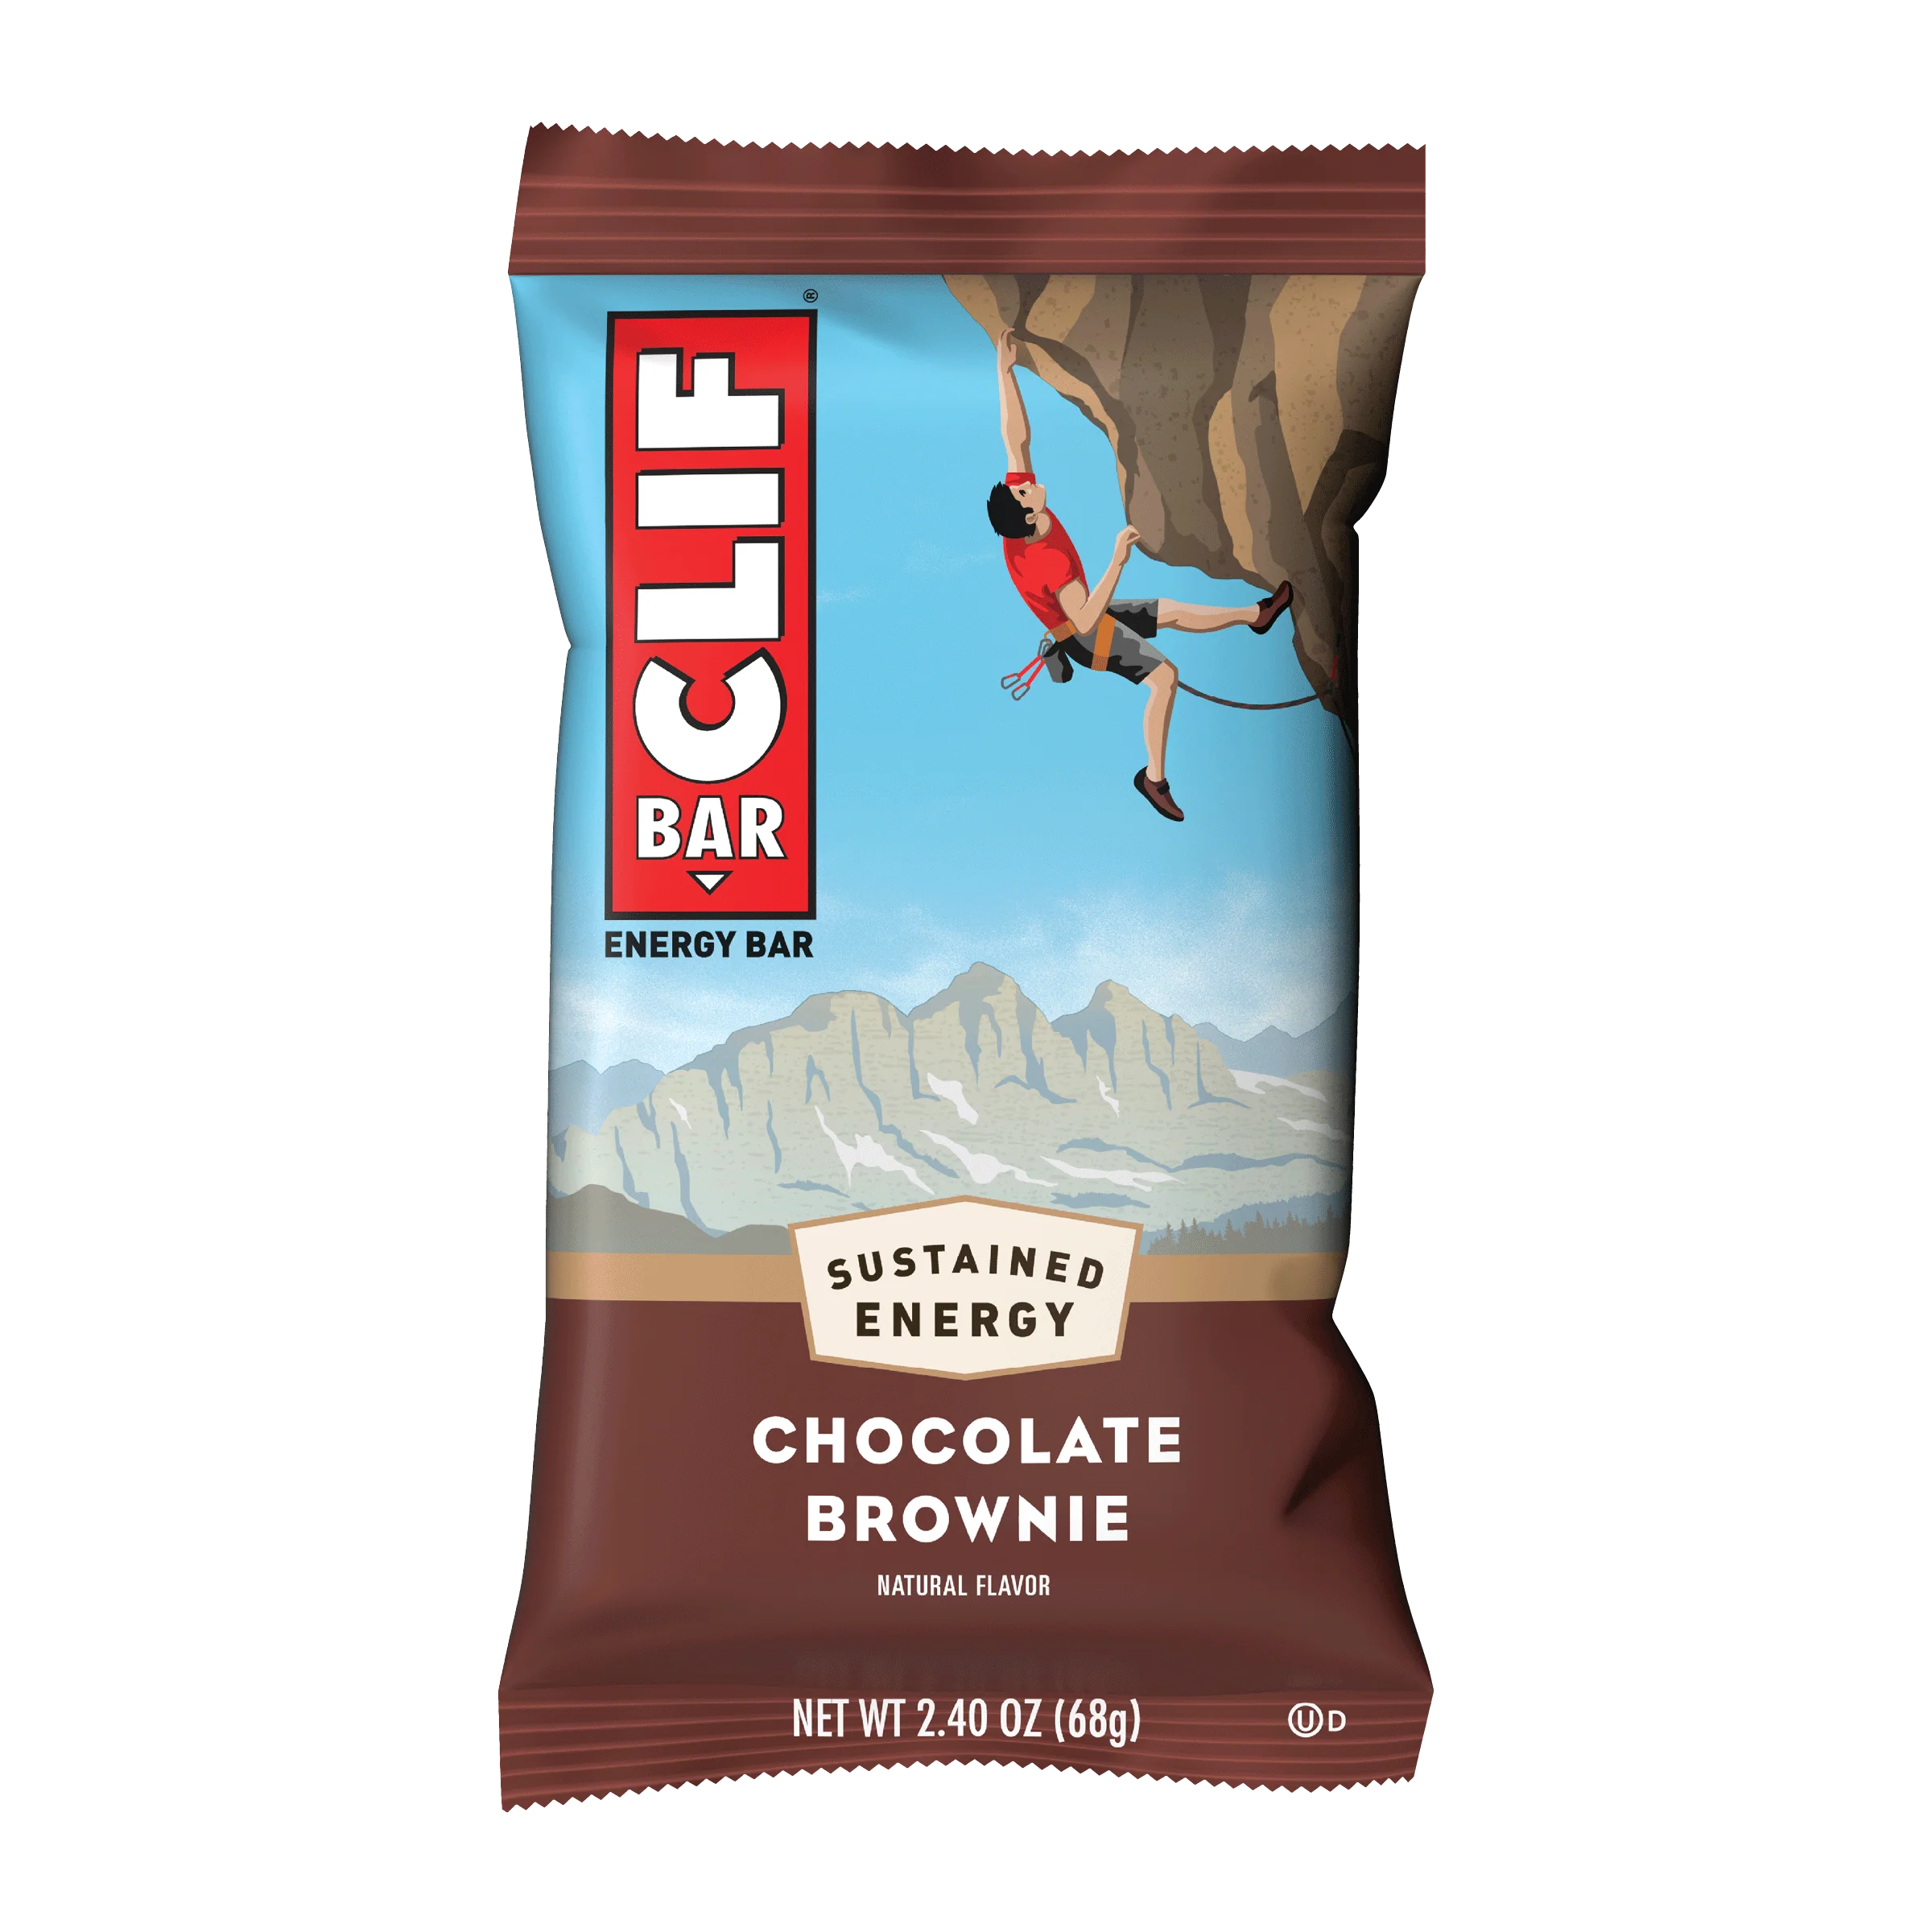 CLIF®
BAR
ENERGY BAR
SUSTAINED
ENERGY
CHOCOLATE
BROWNIE
NATURAL FLAVOR
NET WT 2.40 OZ (68g)
Ⓤ D